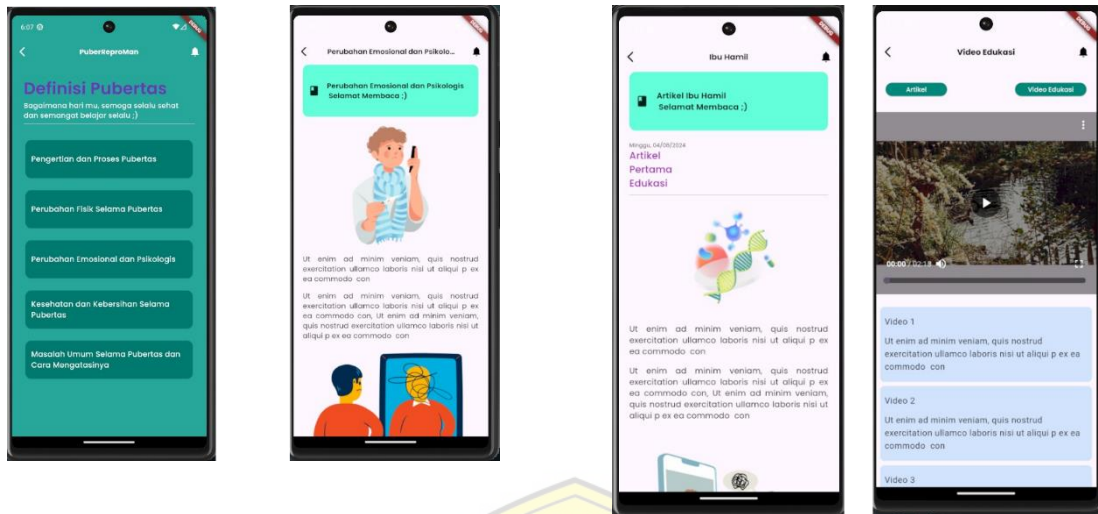 6:07
DEBUG
PuberReproMan
Definisi Pubertas
Bagaimana hari mu, semoga selalu sehat
dan semangat belajar selalu ;)
Pengertian dan Proses Pubertas
Perubahan Fisik Selama Pubertas
Perubahan Emosional dan Psikologis
Kesehatan dan Kebersihan Selama
Pubertas
Masalah Umum Selama Pubertas dan
Cara Mengatasinya
DEBUG
Perubahan Emosional dan Psikolo...
Perubahan Emosional dan Psikologis
Selamat Membaca ;)
Ut enim ad minim veniam, quis nostrud
exercitation ullamco laboris nisi ut aliqui p ex
ea commodo con
Ut enim ad minim veniam, quis nostrud
exercitation ullamco laboris nisi ut aliqui p ex
ea commodo con, Ut enim ad minim veniam,
quis nostrud exercitation ullamco laboris nisi ut
aliqui p ex ea commodo con
DEBUG
Ibu Hamil
Artikel Ibu Hamil
Selamat Membaca ;)
Minggu, 04/08/2024
Artikel
Pertama
Edukasi
Ut enim ad minim veniam, quis nostrud
exercitation ullamco laboris nisi ut aliqui p ex
ea commodo con
Ut enim ad minim veniam, quis nostrud
exercitation ullamco laboris nisi ut aliqui p ex
ea commodo con, Ut enim ad minim veniam,
quis nostrud exercitation ullamco laboris nisi ut
aliqui p ex ea commodo con
DEBUG
Video Edukasi
Artikel
Video Edukasi
00:00 / 02:13
Video 1
Ut enim ad minim veniam, quis nostrud
exercitation ullamco laboris nisi ut aliqui p ex ea
commodo con
Video 2
Ut enim ad minim veniam, quis nostrud
exercitation ullamco laboris nisi ut aliqui p ex ea
commodo con
Video 3